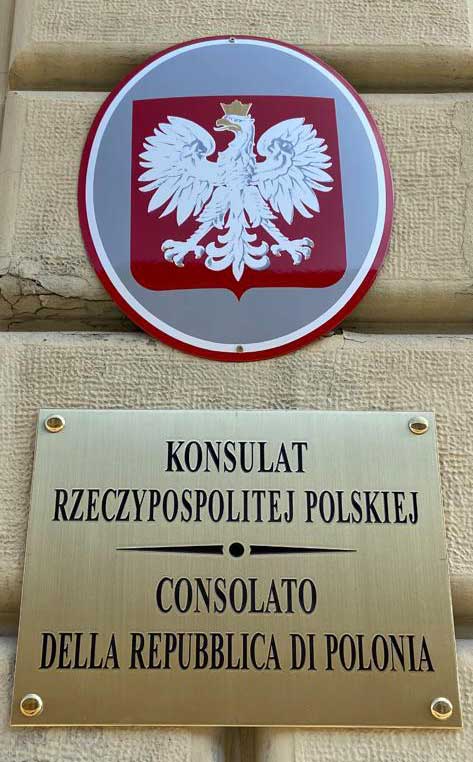 KONSULAT
RZECZYPOSPOLITEJ POLSKIEJ
CONSOLATO
DELLA REPUBBLICA DI POLONIA